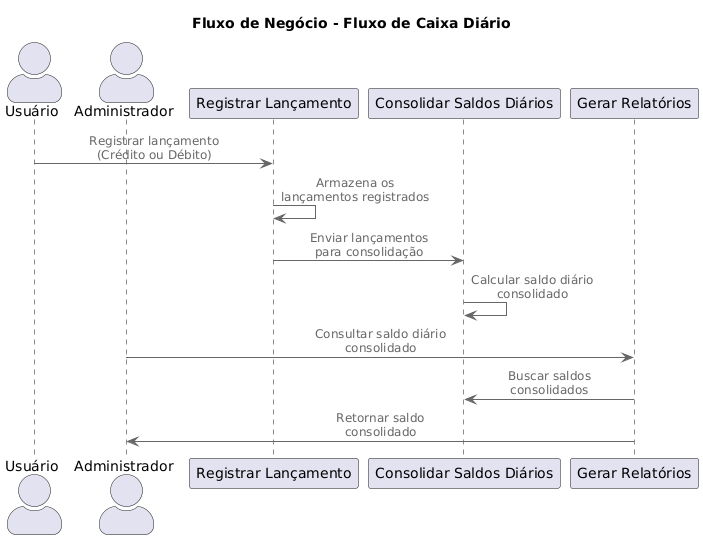 Fluxo de Negócio - Fluxo de Caixa Diário
Usuário
Administrador
Registrar Lançamento
Consolidar Saldos Diários
Gerar Relatórios
Registrar lançamento
(Crédito ou Débito)
Armazena os
lançamentos registrados
Enviar lançamentos
para consolidação
Calcular saldo diário
consolidado
Consultar saldo diário
consolidado
Buscar saldos
consolidados
Retornar saldo
consolidado
Usuário
Administrador
Registrar Lançamento
Consolidar Saldos Diários
Gerar Relatórios